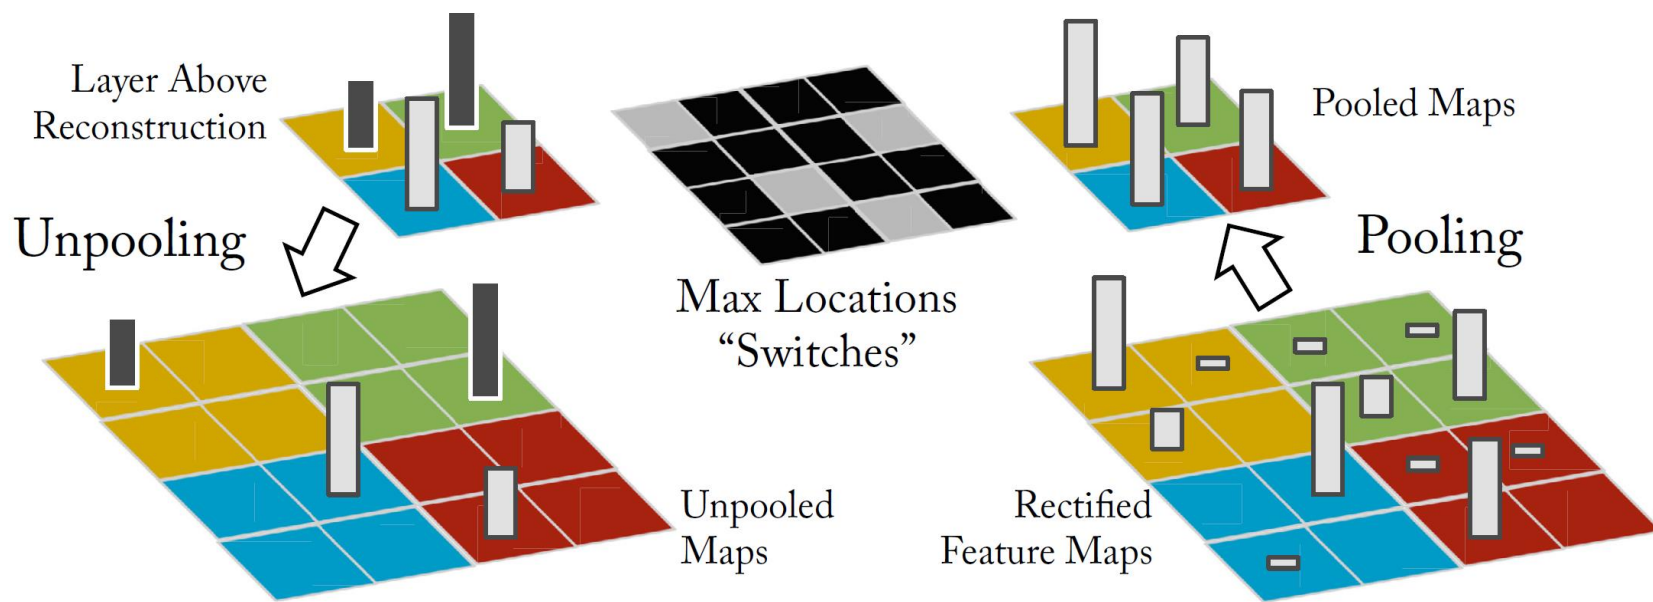 Layer Above
Reconstruction
Pooled Maps
Unpooling
Pooling
Max Locations
“Switches”
Unpooled
Maps
Rectified
Feature Maps